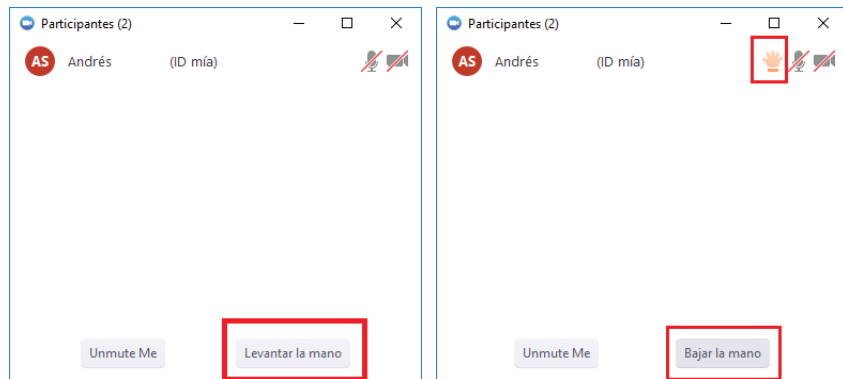 Participantes (2)
AS Andrés (ID mía)
Unmute Me Levantar la mano
Participantes (2)
AS Andrés (ID mía)
Unmute Me Bajar la mano